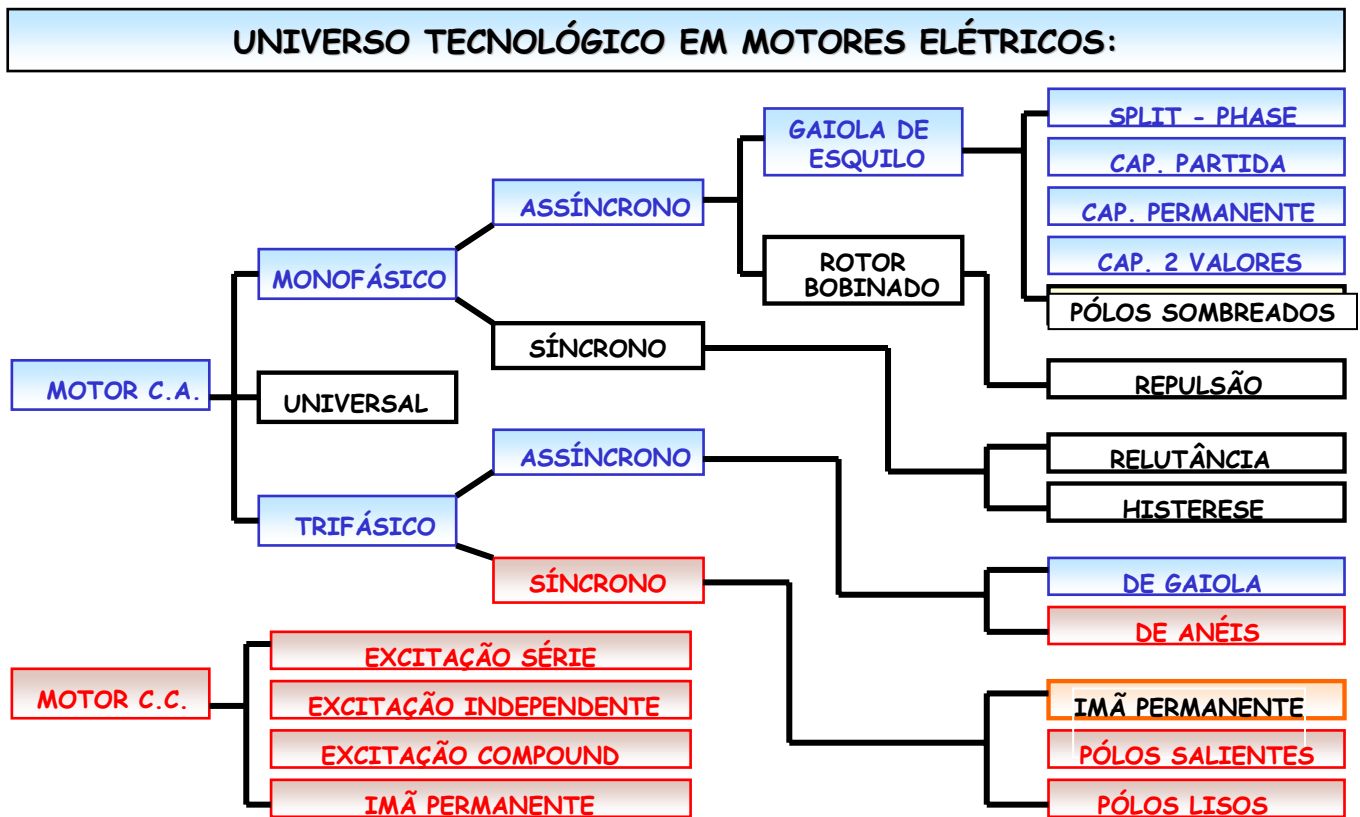 UNIVERSO TECNOLÓGICO EM MOTORES ELÉTRICOS:
MOTOR C.A.
MONOFÁSICO
UNIVERSAL
TRIFÁSICO
ASSÍNCRONO
SÍNCRONO
ASSÍNCRONO
SÍNCRONO
GAIOLA DE
ESQUILO
ROTOR
BOBINADO
SPLIT - PHASE
CAP. PARTIDA
CAP. PERMANENTE
CAP. 2 VALORES
PÓLOS SOMBREADOS
REPULSÃO
RELUTÂNCIA
HISTERESE
DE GAIOLA
DE ANÉIS
IMÃ PERMANENTE
PÓLOS SALIENTES
PÓLOS LISOS
MOTOR C.C.
EXCITAÇÃO SÉRIE
EXCITAÇÃO INDEPENDENTE
EXCITAÇÃO COMPOUND
IMÃ PERMANENTE